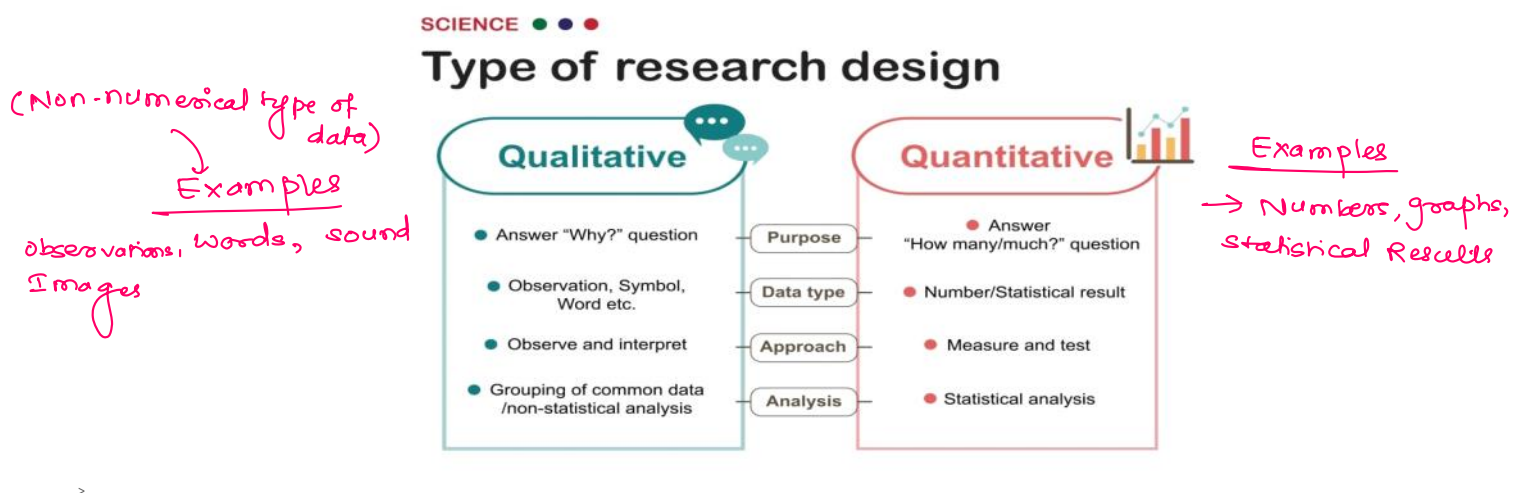 SCIENCE
Type of research design
(Non-numerical type of
data)
Examples
observations, words, sound
Images
Qualitative
Quantitative
Examples
→ Numbers, graphs,
Statistical Results
Answer “Why?” question
Purpose
Answer
“How many/much?” question
Observation, Symbol,
Word etc.
Data type
Number/Statistical result
Observe and interpret
Approach
Measure and test
Grouping of common data
/non-statistical analysis
Analysis
Statistical analysis
>